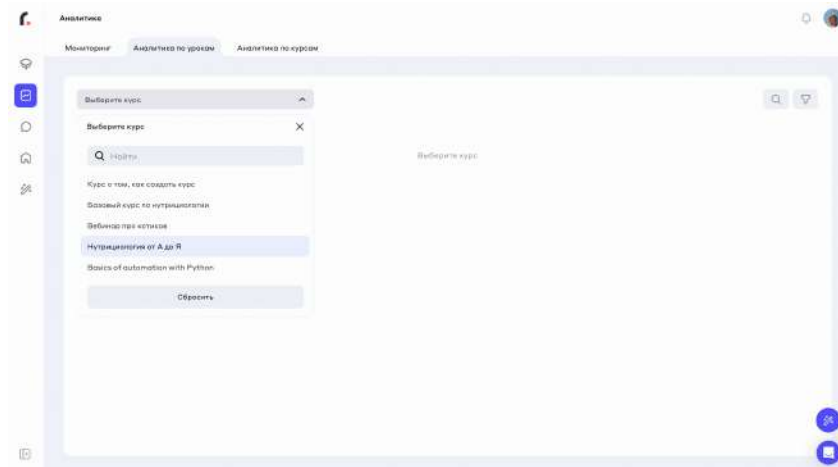 Аналитика
Мониторинг Аналитика по урокам Аналитика по курсам
Выберите курс
Выберите курс
Найти
Выберите курс
Курс о том, как создать курс
Базовый курс по нутрициологии
Вебинар про котиков
Нутрициология от А до Я
Basics of automation with Python
Сбросить